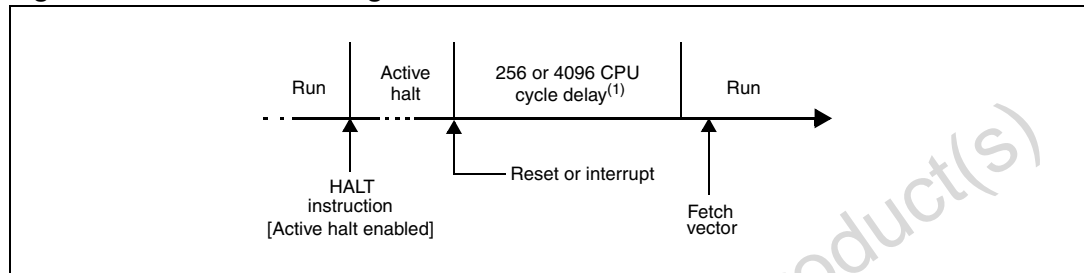 Run
Active
halt
256 or 4096 CPU
cycle delay(1)
Run
HALT
instruction
[Active halt enabled]
Reset or interrupt
Fetch
vector